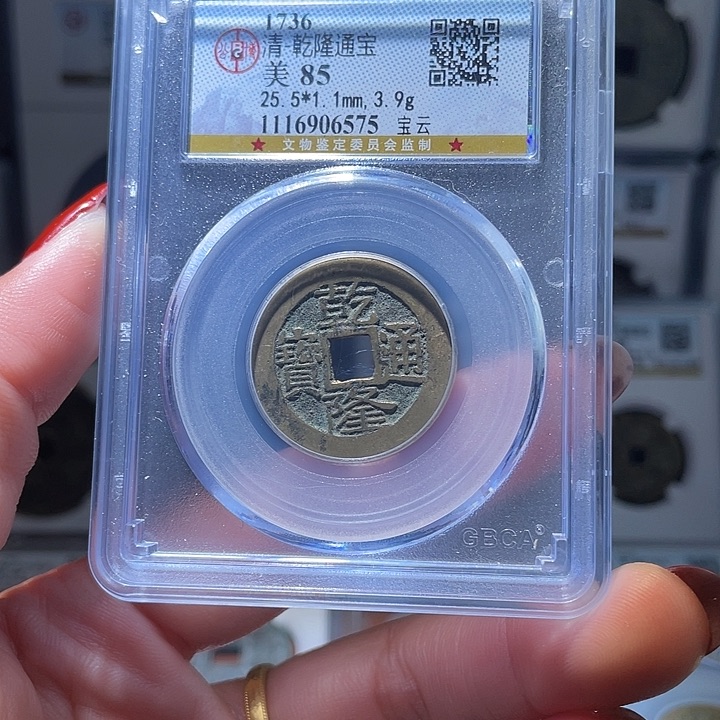 1736
清-乾隆通宝
美 85
25.5*1.1mm, 3.9g
1116906575 宝云
★ 文物鉴定委员会监制 ★
乾隆通寳
GBCA